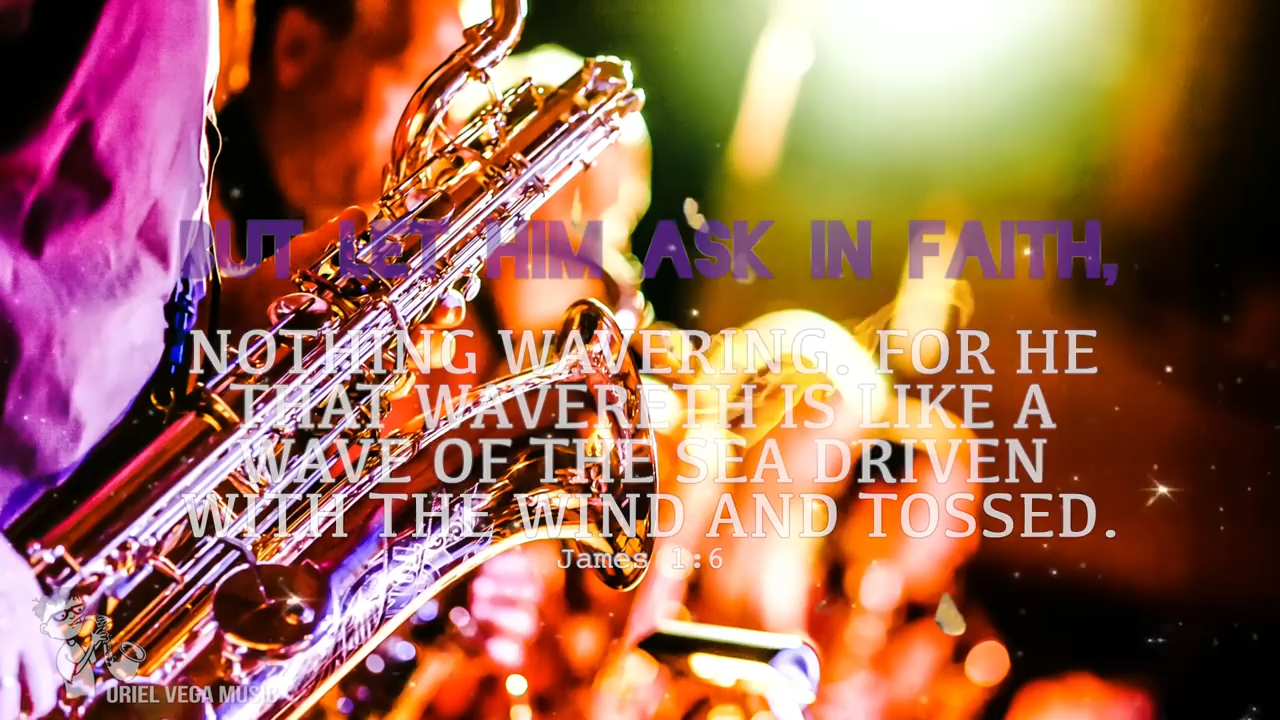 BUT LET HIM ASK IN FAITH,
NOTHING WAVERING. FOR HE
THAT WAVERETH IS LIKE A
WAVE OF THE SEA DRIVEN
WITH THE WIND AND TOSSED.
James 1:6
URIEL VEGA MUSIC